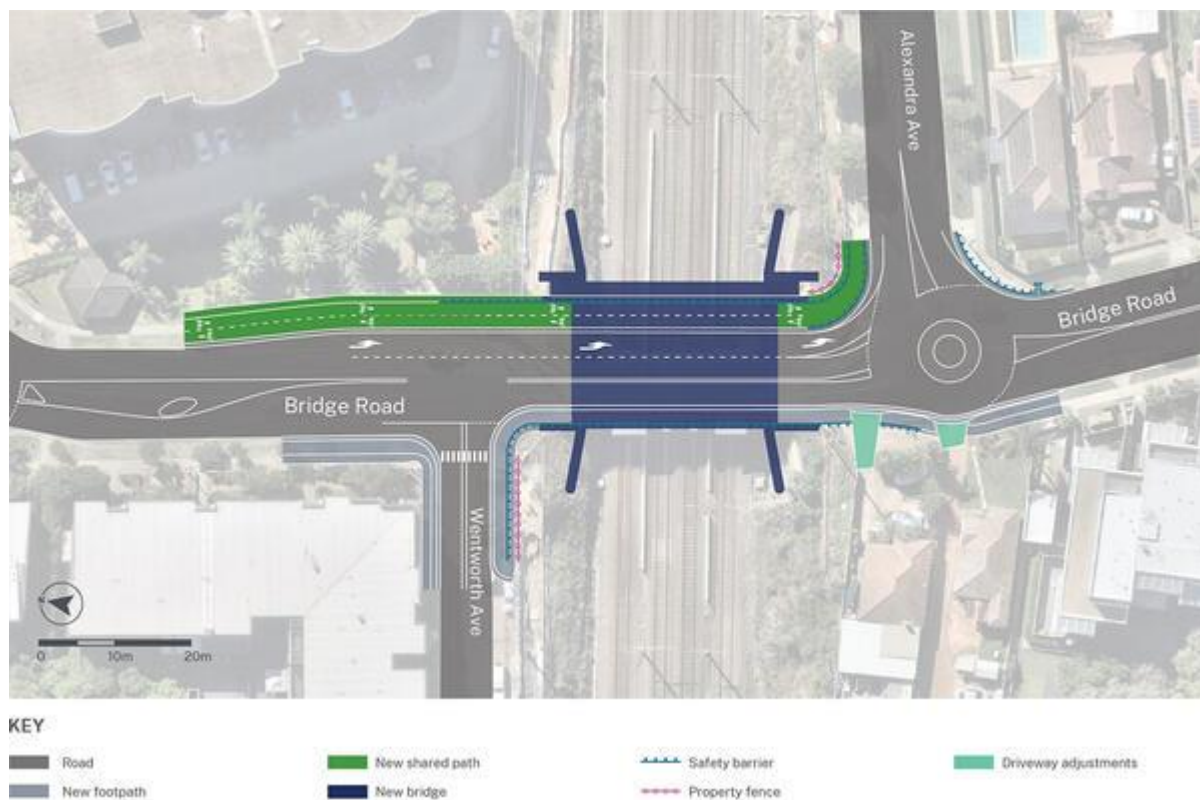 Alexandra Ave
Bridge Road
Bridge Road
Wentworth Ave
0 10m 20m
KEY
Road
New shared path
Safety barrier
Driveway adjustments
New footpath
New bridge
Property fence